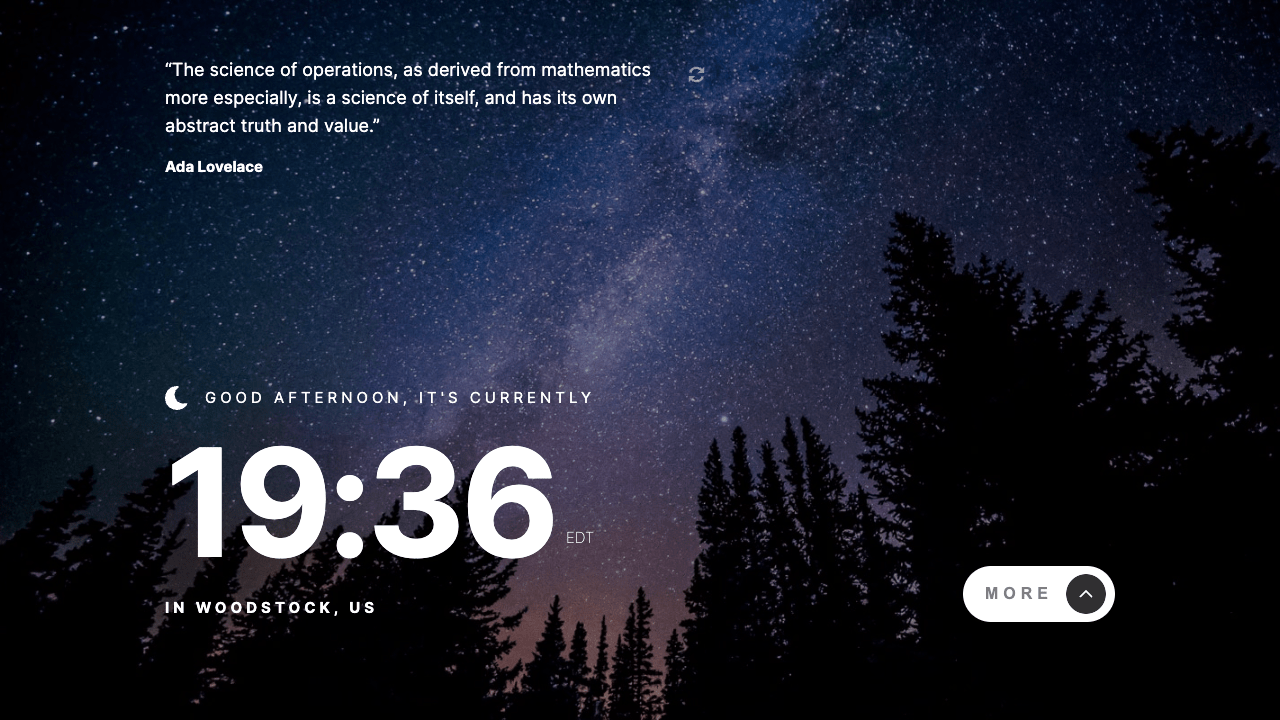 “The science of operations, as derived from mathematics
more especially, is a science of itself, and has its own
abstract truth and value.”
Ada Lovelace
GOOD AFTERNOON, IT'S CURRENTLY
19:36 EDT
IN WOODSTOCK, US
MORE